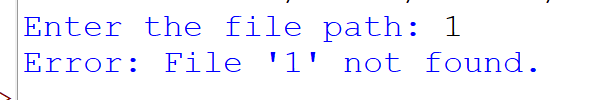 Enter the file path: 1
Error: File '1' not found.